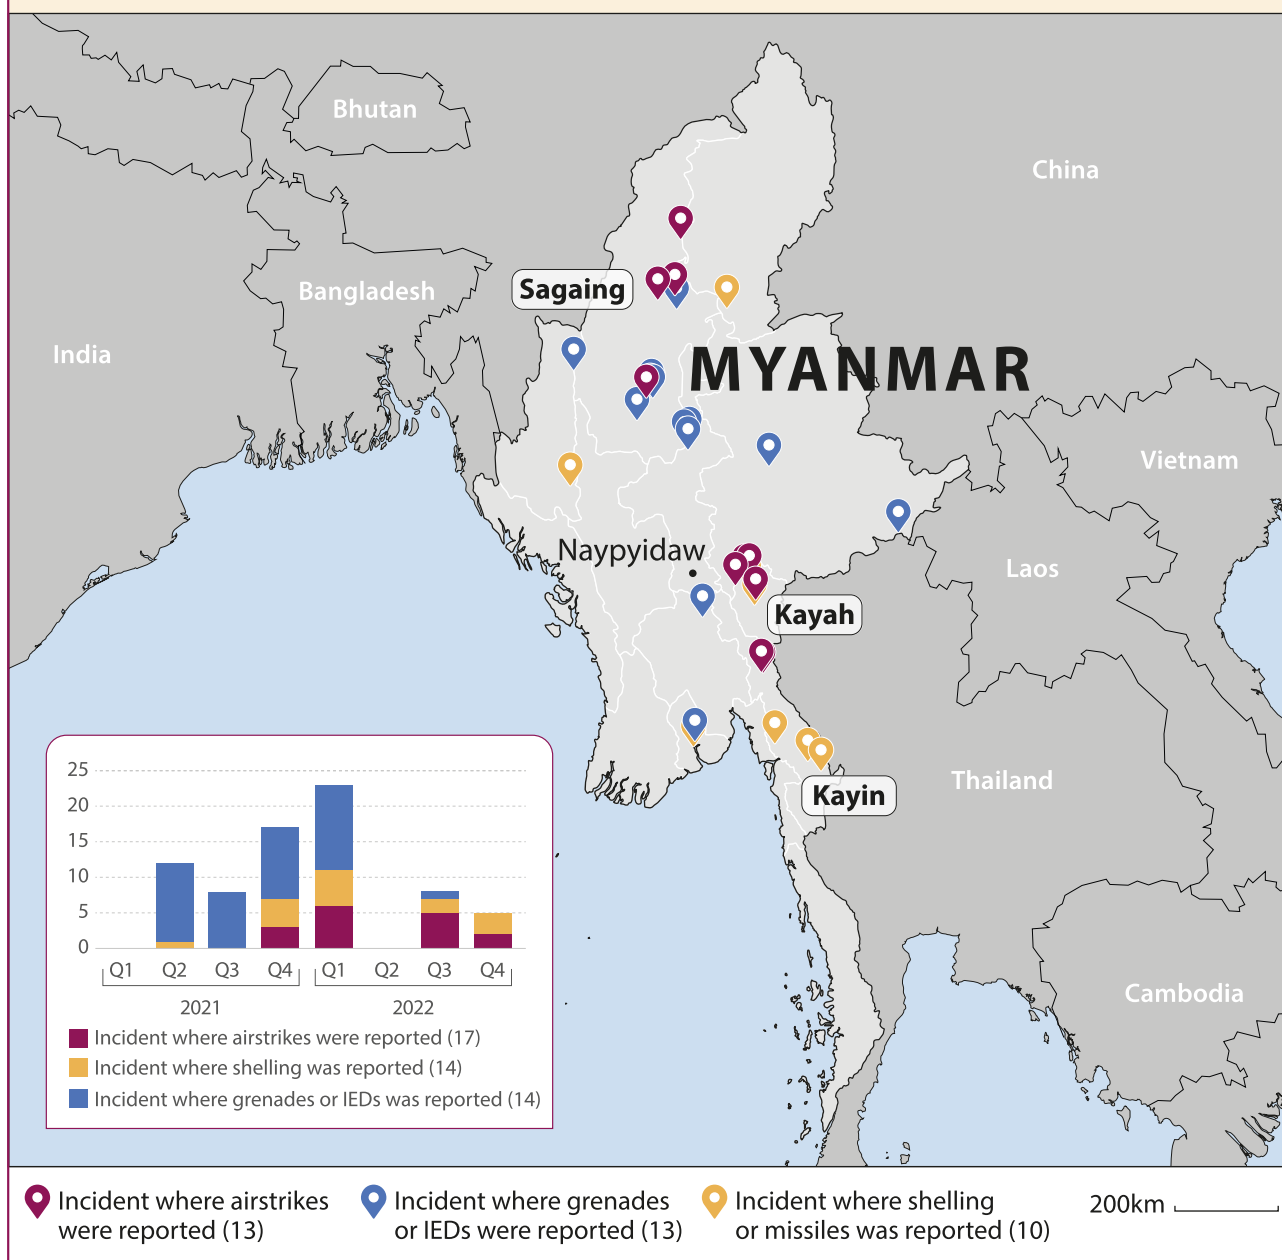 Bhutan
China
Sagaing
Bangladesh
India
MYANMAR
Vietnam
Naypyidaw
Laos
Kayah
Thailand
Kayin
Cambodia
25
20
15
10
5
0
Q1 Q2 Q3 Q4 Q1 Q2 Q3 Q4
2021 2022
Incident where airstrikes were reported (17)
Incident where shelling was reported (14)
Incident where grenades or IEDs was reported (14)
Incident where airstrikes
were reported (13)
Incident where grenades
or IEDs were reported (13)
Incident where shelling
or missiles was reported (10)
200km